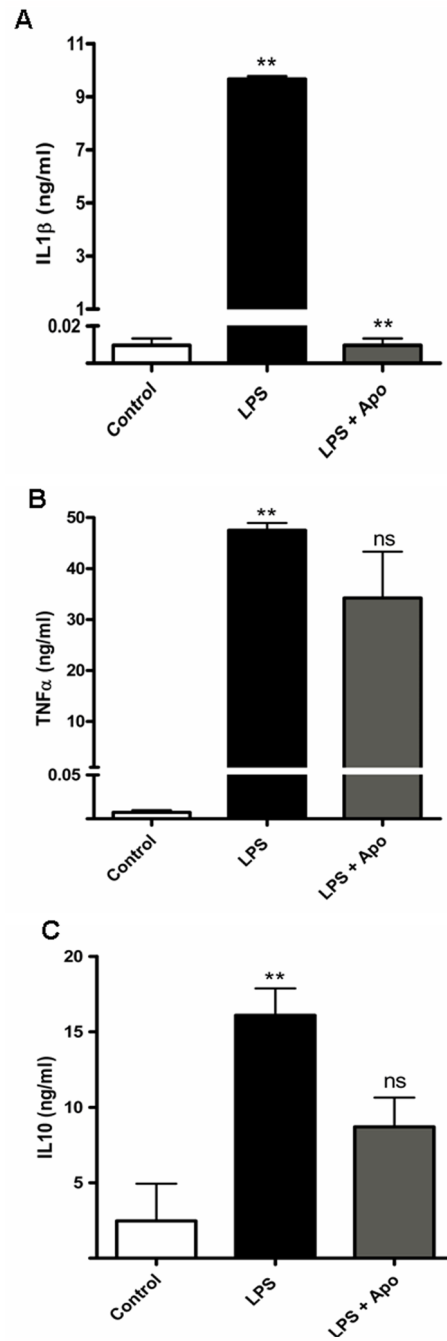 A
IL1β (ng/ml)
11
9
7
5
3
1
0.02
**
**
Control
LPS
LPS + Apo
B
TNFα (ng/ml)
50
40
30
20
10
0.05
**
ns
Control
LPS
LPS + Apo
C
IL10 (ng/ml)
20
15
10
5
**
ns
Control
LPS
LPS + Apo